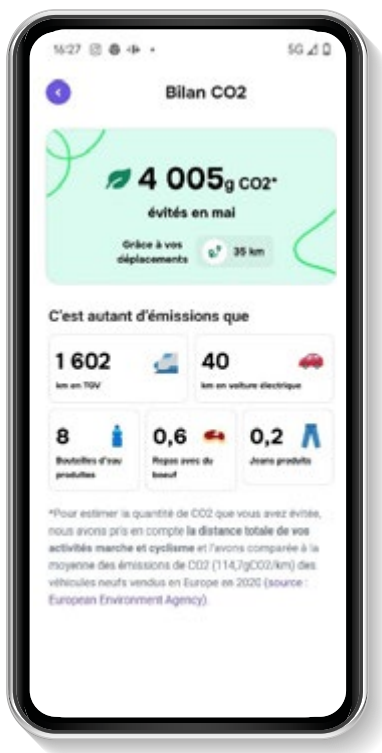 16:27
5G
Bilan CO2
4 005g CO2*
évités en mai
Grâce à vos
déplacements
35 km
C'est autant d'émissions que
1 602
km en TGV
40
km en voiture électrique
8
Bouteilles d'eau
produites
0,6
Repas avec du
boeuf
0,2
Jeans produits
*Pour estimer la quantité de CO2 que vous avez évitée,
nous avons pris en compte la distance totale de vos
activités marche et cyclisme et l'avons comparée à la
moyenne des émissions de CO2 (114,7gCO2/km) des
véhicules neufs vendus en Europe en 2020 (source :
European Environment Agency)